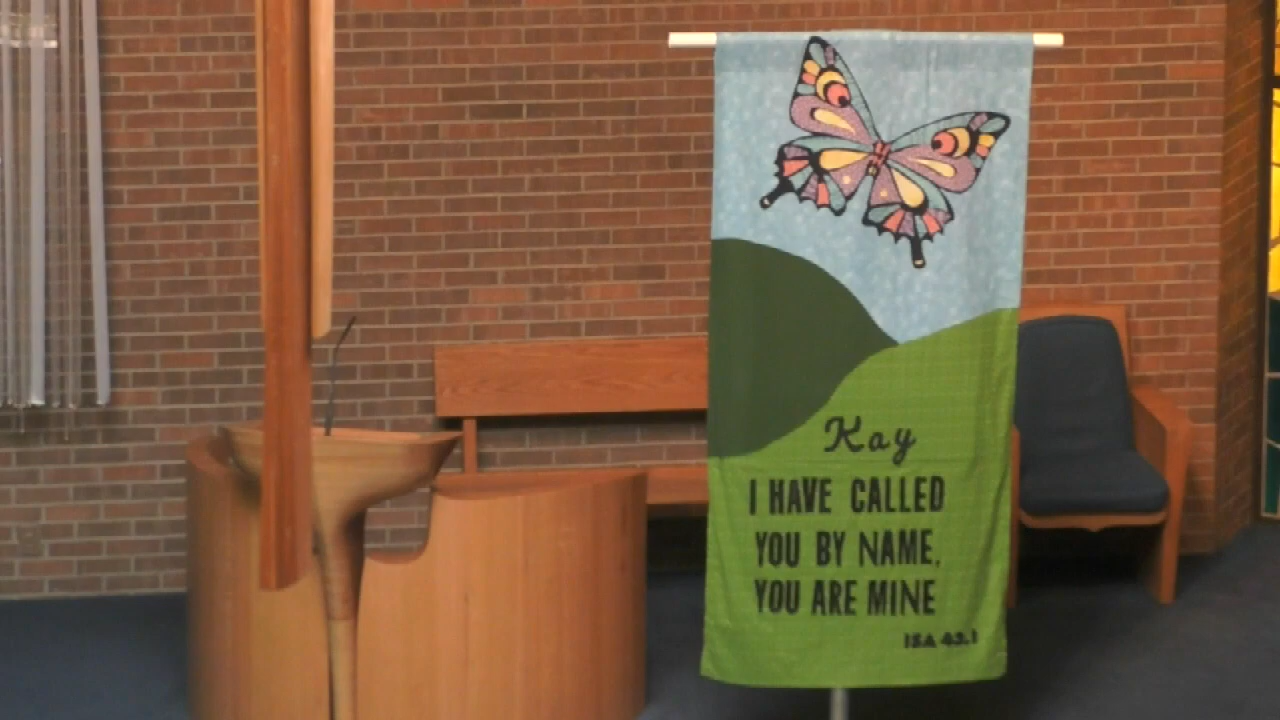 Kay
I HAVE CALLED
YOU BY NAME,
YOU ARE MINE
ISA 43.1